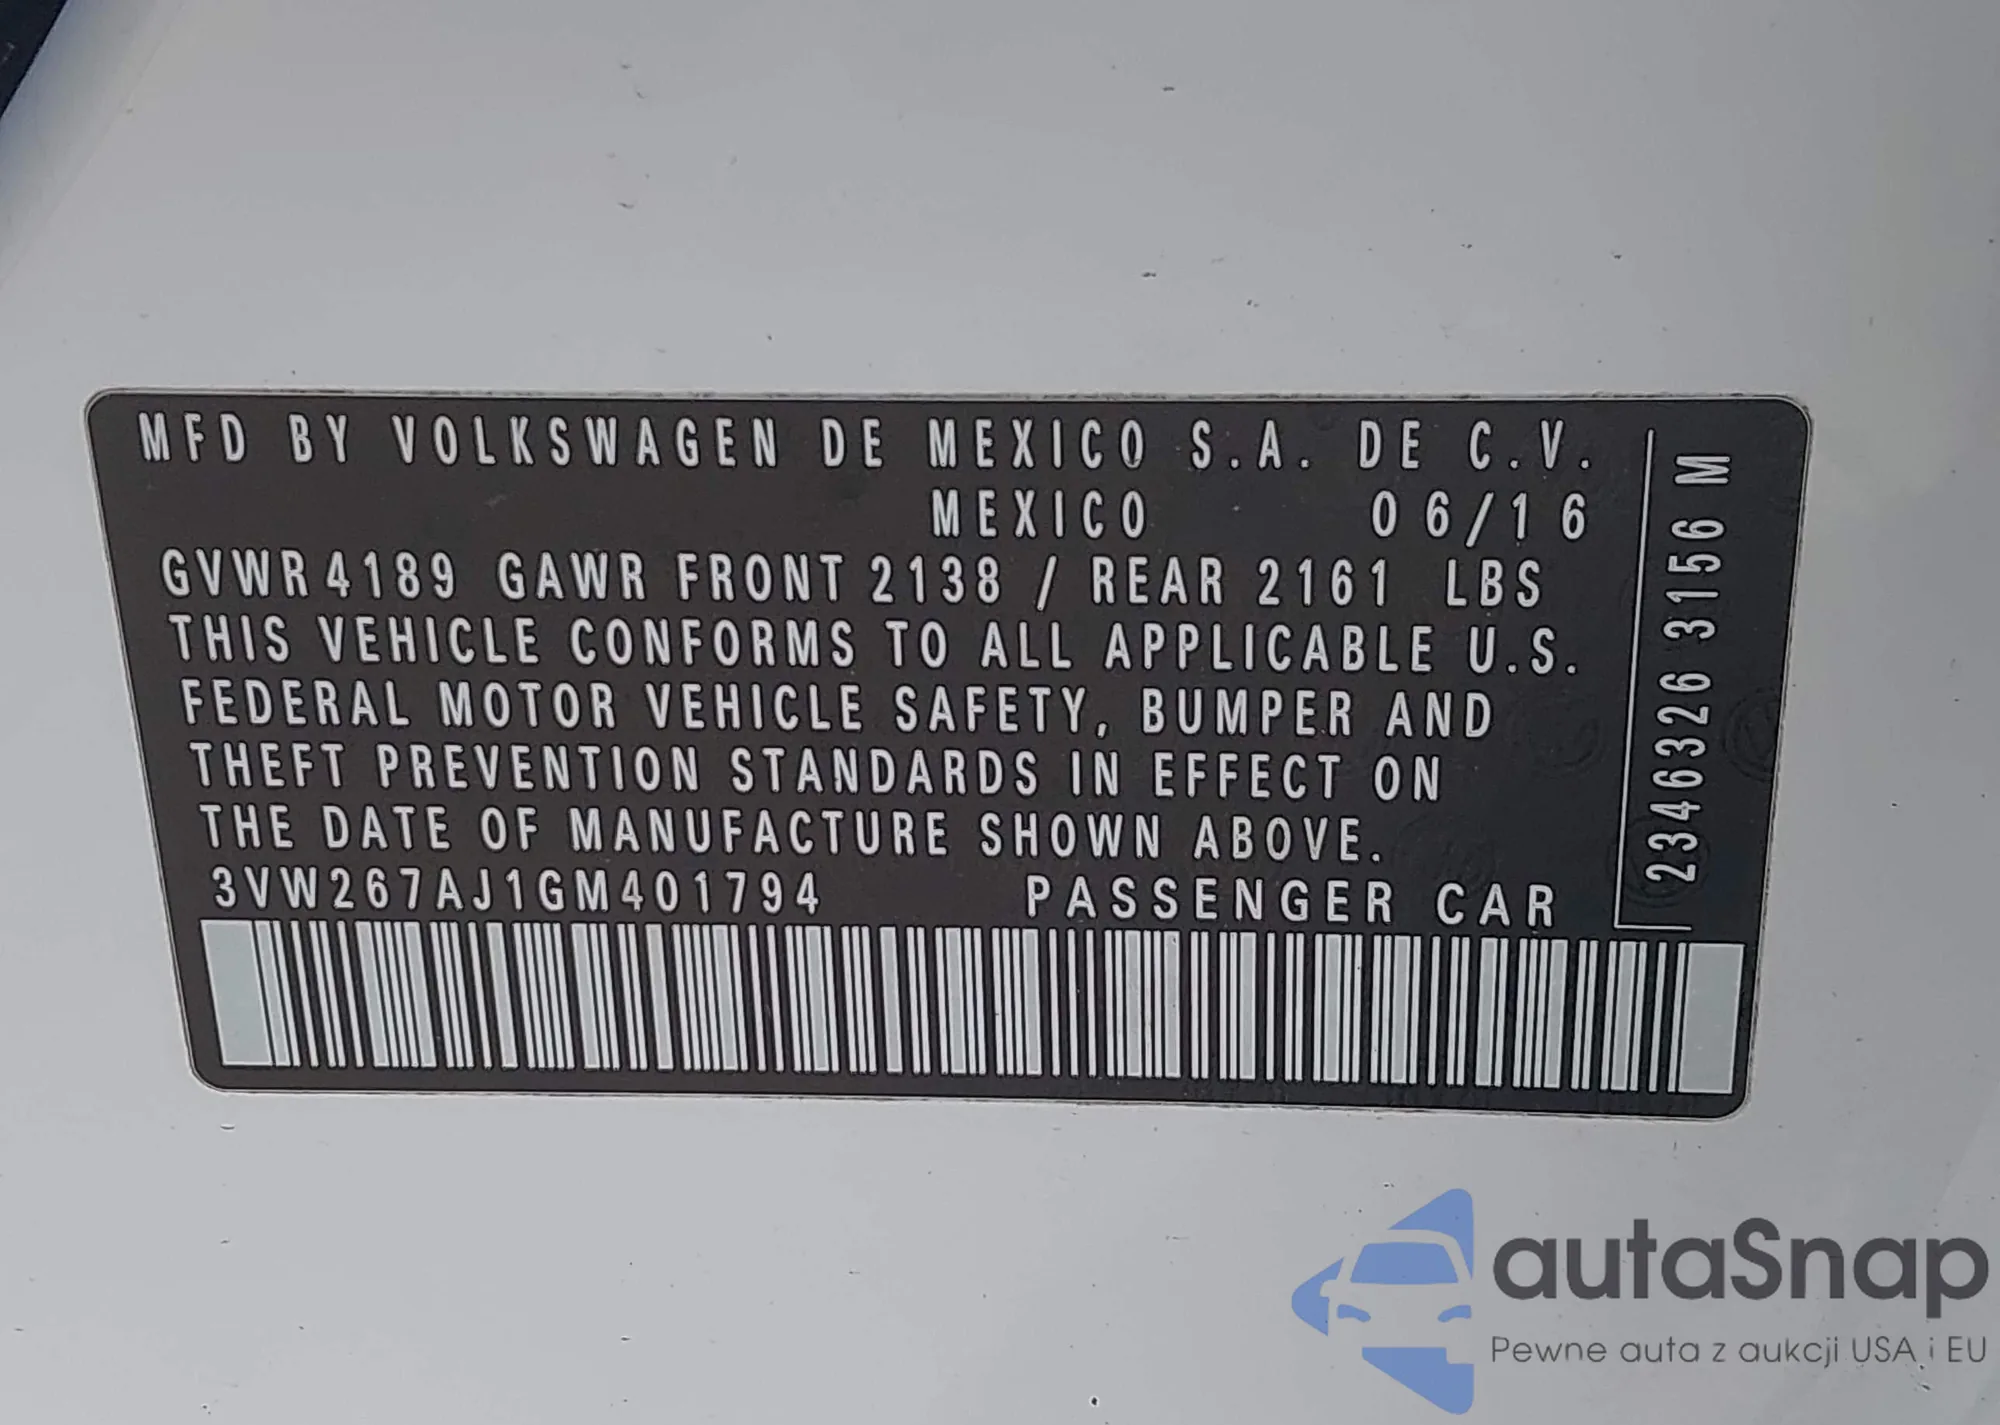 MFD BY VOLKSWAGEN DE MEXICO S.A. DE C.V.
MEXICO 06/16
GVWR 4189 GAWR FRONT 2138 / REAR 2161 LBS
THIS VEHICLE CONFORMS TO ALL APPLICABLE U.S.
FEDERAL MOTOR VEHICLE SAFETY, BUMPER AND
THEFT PREVENTION STANDARDS IN EFFECT ON
THE DATE OF MANUFACTURE SHOWN ABOVE.
3VW267AJ1GM401794 PASSENGER CAR
2346326 3156 M
autaSnap
Pewne auta z aukcji USA i EU